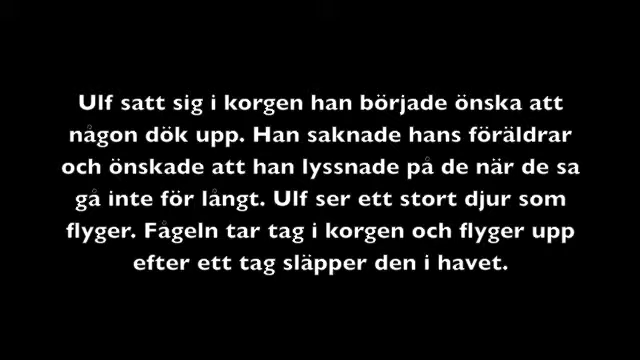 Ulf satt sig i korgen han började önska att
någon dök upp. Han saknade hans föräldrar
och önskade att han lyssnade på de när de sa
gå inte för långt. Ulf ser ett stort djur som
flyger. Fågeln tar tag i korgen och flyger upp
efter ett tag släpper den i havet.